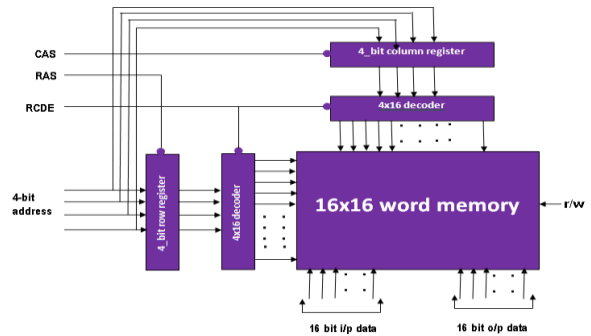 CAS
4_bit column register
RAS
RCDE
4x16 decoder
4-bit
address
4_bit row register
4x16 decoder
16x16 word memory
r/w
16 bit i/p data
16 bit o/p data